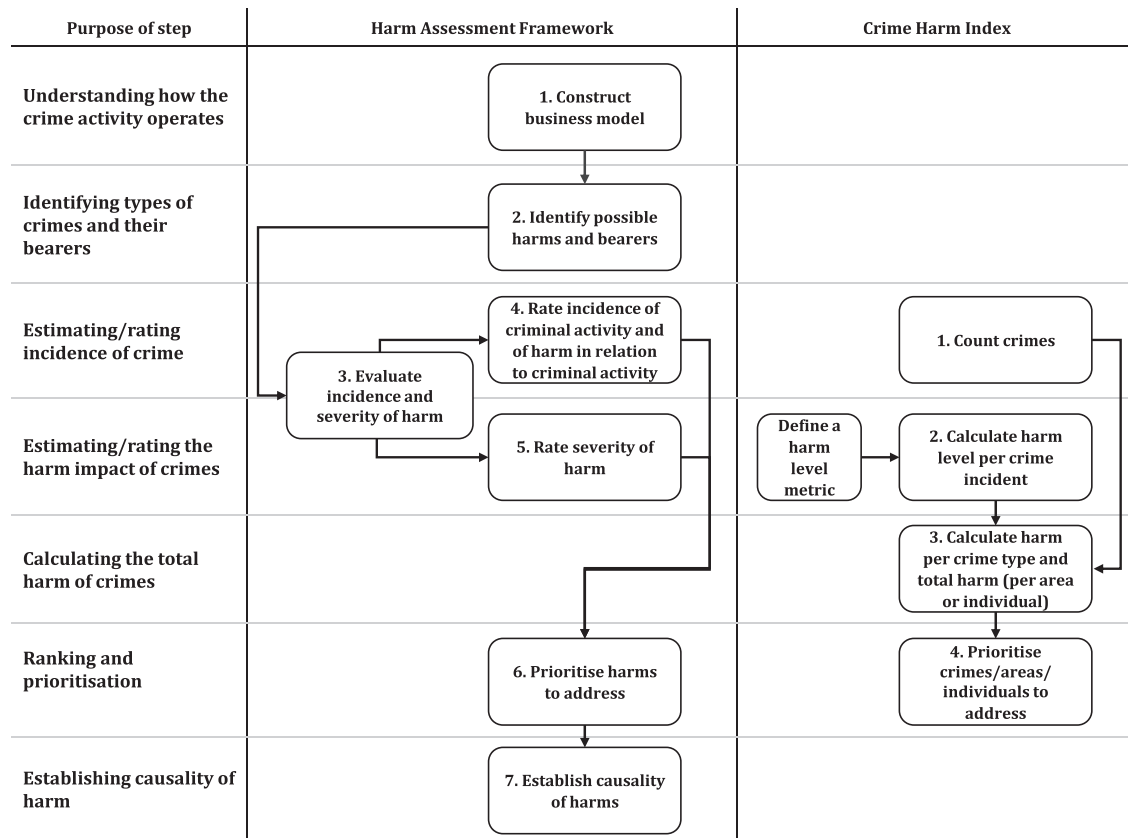 Purpose of step
Harm Assessment Framework
Crime Harm Index
Understanding how the
crime activity operates
1. Construct
business model
Identifying types of
crimes and their
bearers
2. Identify possible
harms and bearers
Estimating/rating
incidence of crime
4. Rate incidence of
criminal activity and
of harm in relation
to criminal activity
1. Count crimes
3. Evaluate
incidence and
severity of harm
Estimating/rating the
harm impact of crimes
5. Rate severity of
harm
Define a
harm
level
metric
2. Calculate harm
level per crime
incident
Calculating the total
harm of crimes
3. Calculate harm
per crime type and
total harm (per area
or individual)
Ranking and
prioritisation
6. Prioritise harms
to address
4. Prioritise
crimes/areas/
individuals to
address
Establishing causality of
harm
7. Establish causality
of harms